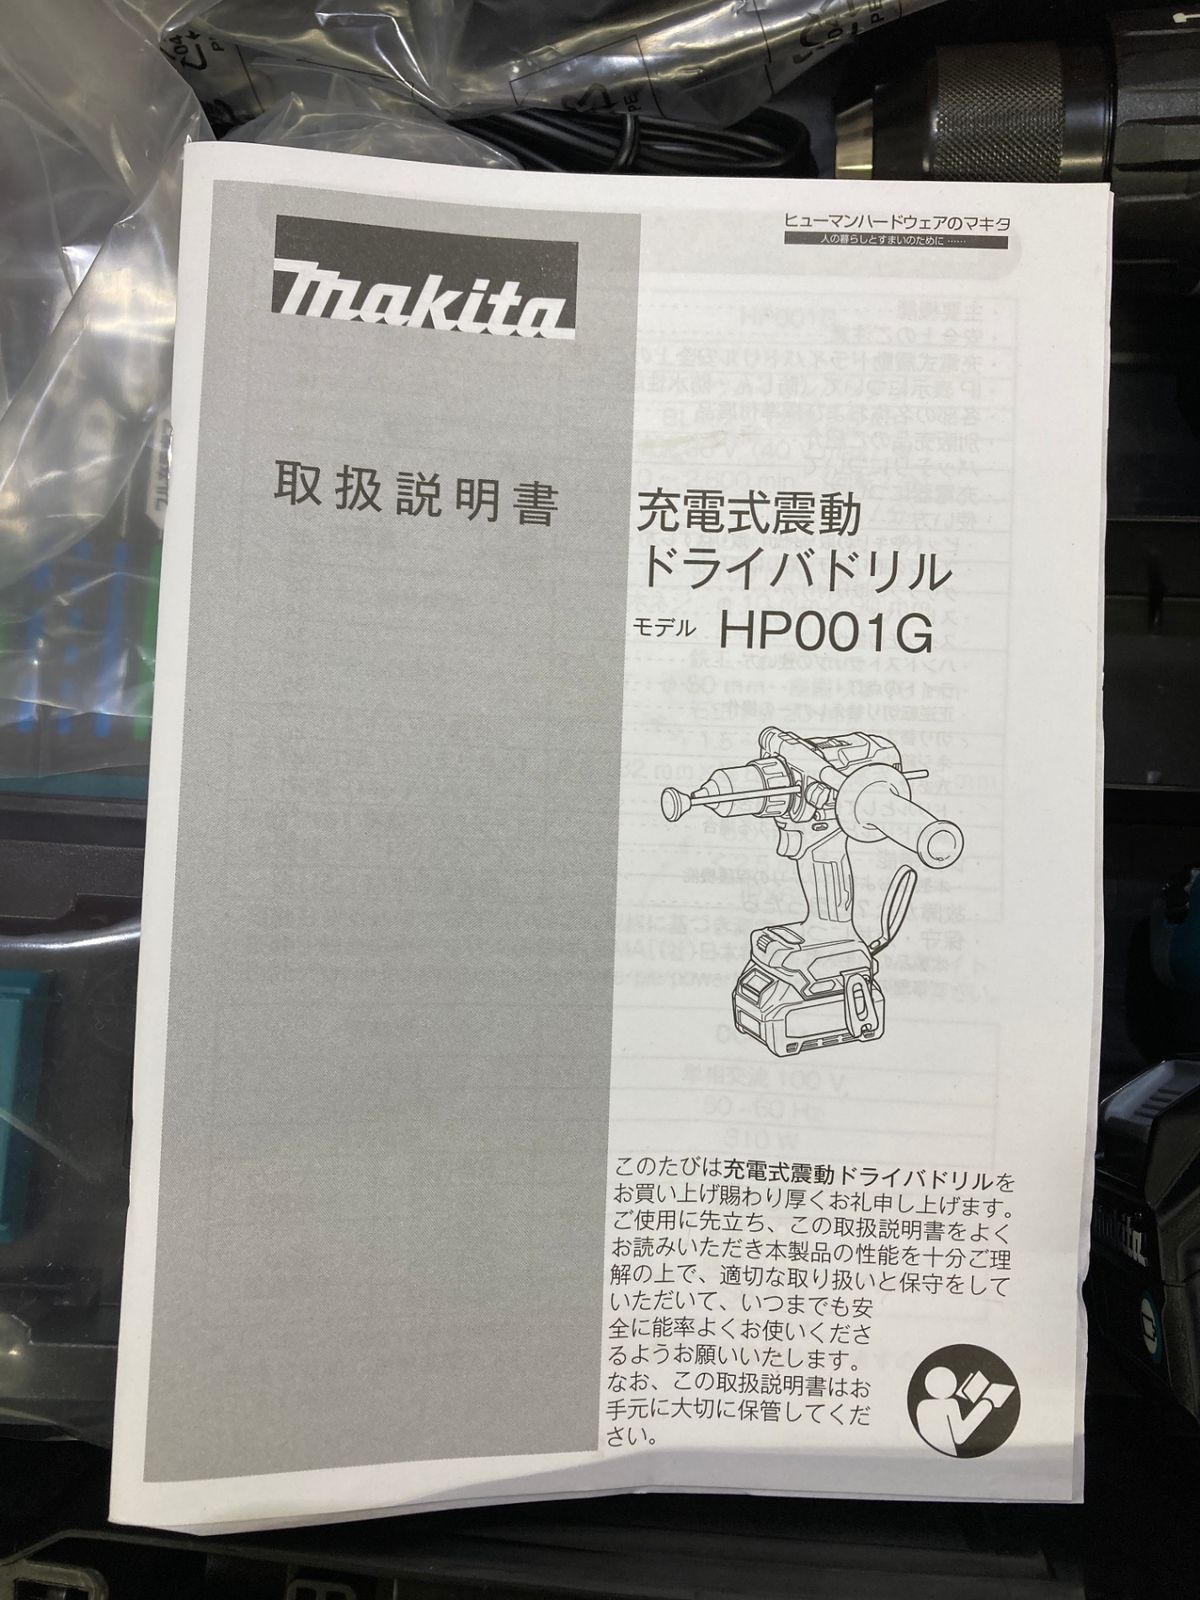 makita
ヒューマンハードウェアのマキタ
人の暮らしとすまいのために ……
取扱説明書
充電式震動
ドライバドリル
モデル HP001G
このたびは充電式震動ドライバドリルを
お買い上げ賜わり厚くお礼申し上げます。
ご使用に先立ち、この取扱説明書をよく
お読みいただき本製品の性能を十分ご理
解の上で、適切な取り扱いと保守をして
いただいて、いつまでも安
全に能率よくお使いくださ
るようお願いいたします。
なお、この取扱説明書はお
手元に大切に保管してくだ
さい。
makita